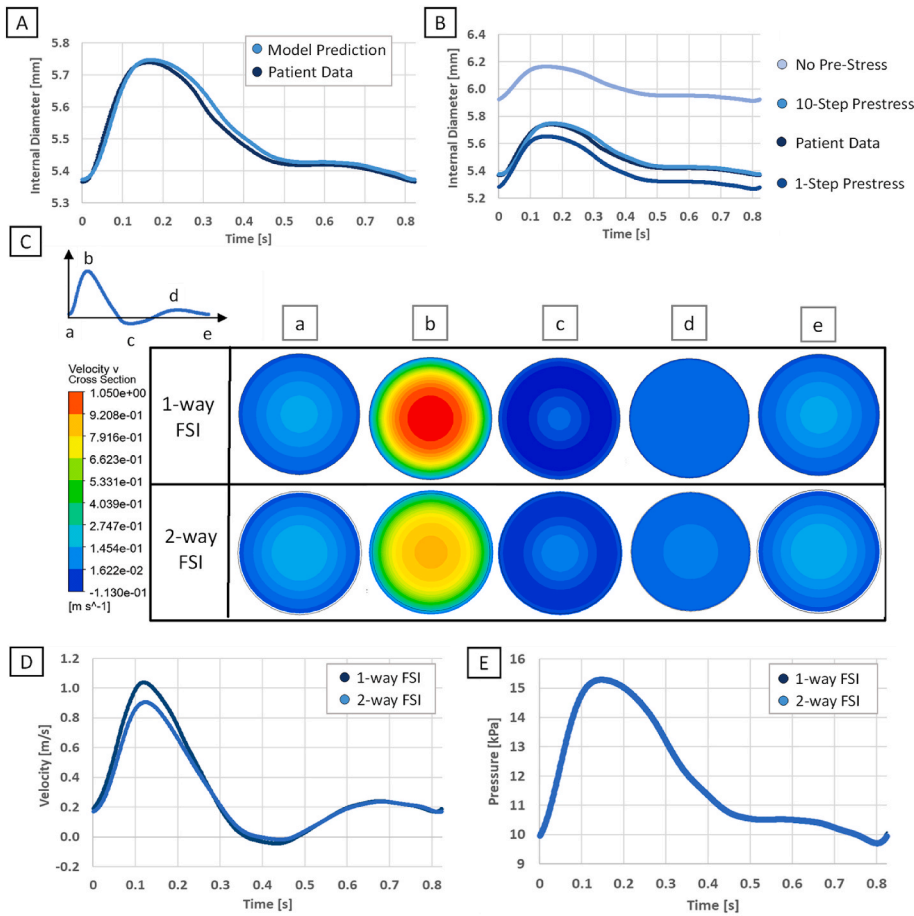 A
5.8
5.7
5.6
5.5
5.4
5.3
Internal Diameter [mm]
Model Prediction
Patient Data
0 0.1 0.2 0.3 0.4 0.5 0.6 0.7 0.8
Time [s]
B
6.4
6.2
6.0
5.8
5.6
5.4
5.2
Internal Diameter [mm]
0 0.1 0.2 0.3 0.4 0.5 0.6 0.7 0.8
Time [s]
No Pre-Stress
10-Step Prestress
Patient Data
1-Step Prestress
C
b
d
a c e
a b c d e
Velocity v
Cross Section
1.050e+00
9.208e-01
7.916e-01
6.623e-01
5.331e-01
4.039e-01
2.747e-01
1.454e-01
1.622e-02
-1.130e-01
[m s^-1]
1-way
FSI
2-way
FSI
D
1.2
1.0
0.8
0.6
0.4
0.2
0.0
-0.2
Velocity [m/s]
1-way FSI
2-way FSI
0 0.1 0.2 0.3 0.4 0.5 0.6 0.7 0.8
Time [s]
E
16
15
14
13
12
11
10
9
Pressure [kPa]
1-way FSI
2-way FSI
0 0.1 0.2 0.3 0.4 0.5 0.6 0.7 0.8
Time [s]